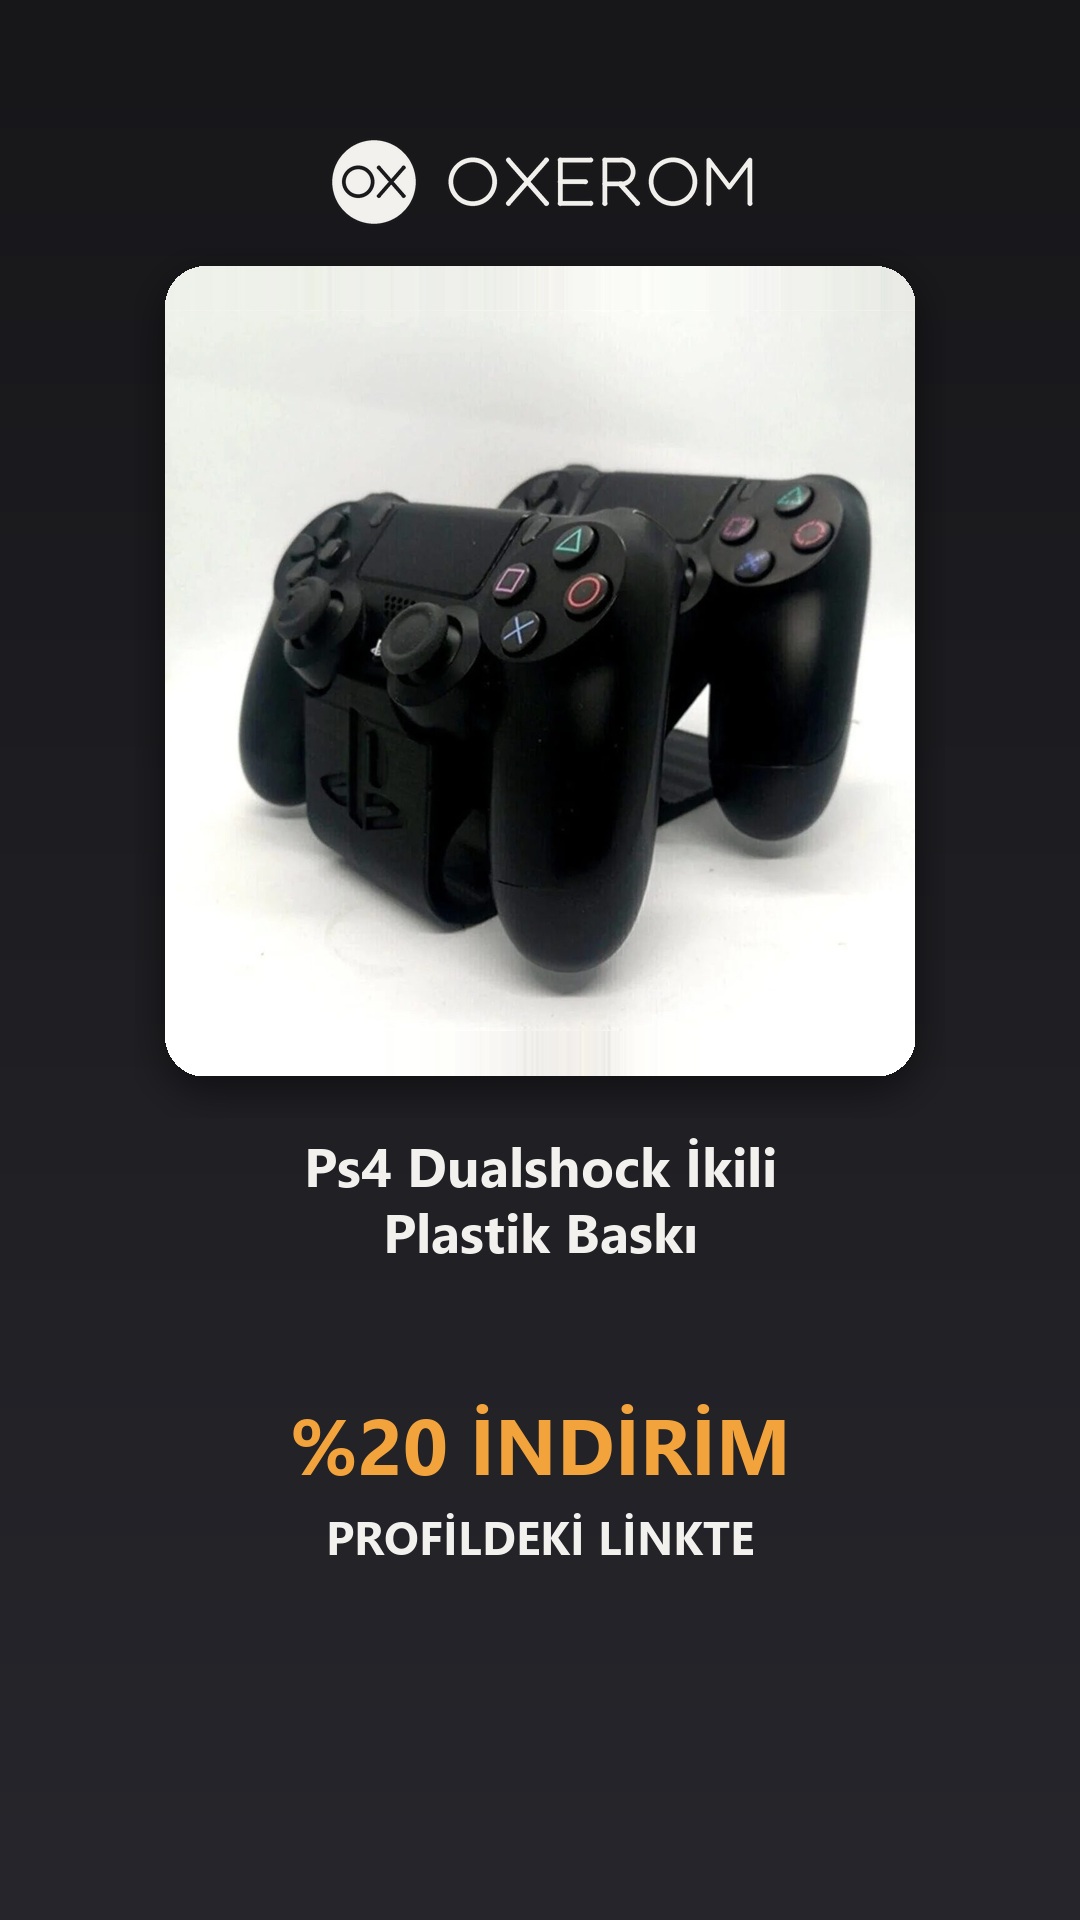 OX OXEROM
Ps4 Dualshock İkili
Plastik Baskı
%20 İNDİRİM
PROFİLDEKİ LİNKTE